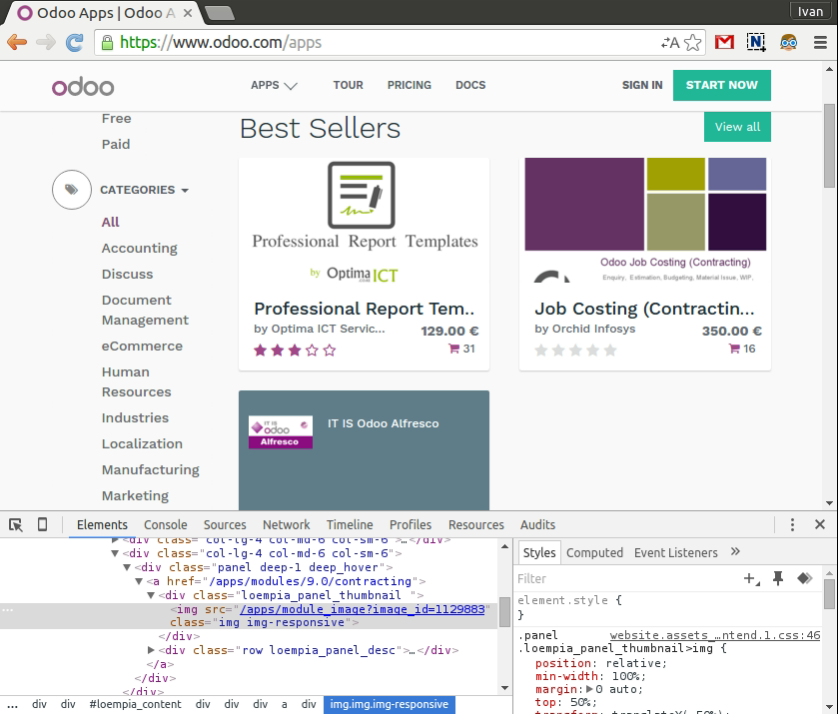 Odoo Apps | Odoo A
Ivan
https://www.odoo.com/apps
odoo
APPS TOUR PRICING DOCS SIGN IN START NOW
Free
Paid
CATEGORIES
All
Accounting
Discuss
Document
Management
eCommerce
Human
Resources
Industries
Localization
Manufacturing
Marketing
Best Sellers
View all
Professional Report Templates
by Optima ICT
Professional Report Tem..
by Optima ICT Servic... 129.00 €
31
Odoo Job Costing (Contracting)
Enquiry, Estimation, Budgeting, Material Issue, WIP,
Job Costing (Contractin...
by Orchid Infosys 350.00 €
16
IT IS
odoo
Alfresco
IT IS Odoo Alfresco
Elements Console Sources Network Timeline Profiles Resources Audits
<div class="col-lg-4 col-md-6 col-sm-6">…</div>
<div class="col-lg-4 col-md-6 col-sm-6">
<div class="panel deep-1 deep_hover">
<a href="/apps/modules/9.0/contracting">
<div class="loempia_panel_thumbnail ">
<img src="/apps/module_image?image_id=1129883"
class="img img-responsive">
</div>
<div class="row loempia_panel_desc">…</div>
</a>
</div>
</div>
... div div #loempia_content div div div a div img.img.img-responsive
Styles Computed Event Listeners »
Filter
element.style {
}
.panel website.assets_…ntend.1.css:46
.loempia_panel_thumbnail>img {
position: relative;
min-width: 100%;
margin: 0 auto;
top: 50%;
transform: translateY(-50%);